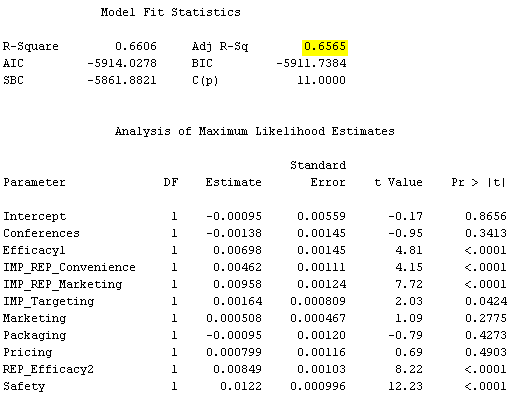 Model Fit Statistics
R-Square 0.6606 Adj R-Sq 0.6565
AIC -5914.0278 BIC -5911.7384
SBC -5861.8821 C(p) 11.0000
Analysis of Maximum Likelihood Estimates
Standard
Parameter DF Estimate Error t Value Pr > |t|
Intercept 1 -0.00095 0.00559 -0.17 0.8656
Conferences 1 -0.00138 0.00145 -0.95 0.3413
Efficacy1 1 0.00698 0.00145 4.81 <.0001
IMP_REP_Convenience 1 0.00462 0.00111 4.15 <.0001
IMP_REP_Marketing 1 0.00958 0.00124 7.72 <.0001
IMP_Targeting 1 0.00164 0.000809 2.03 0.0424
Marketing 1 0.000508 0.000467 1.09 0.2775
Packaging 1 -0.00095 0.00120 -0.79 0.4273
Pricing 1 0.000799 0.00116 0.69 0.4903
REP_Efficacy2 1 0.00849 0.00103 8.22 <.0001
Safety 1 0.0122 0.000996 12.23 <.0001